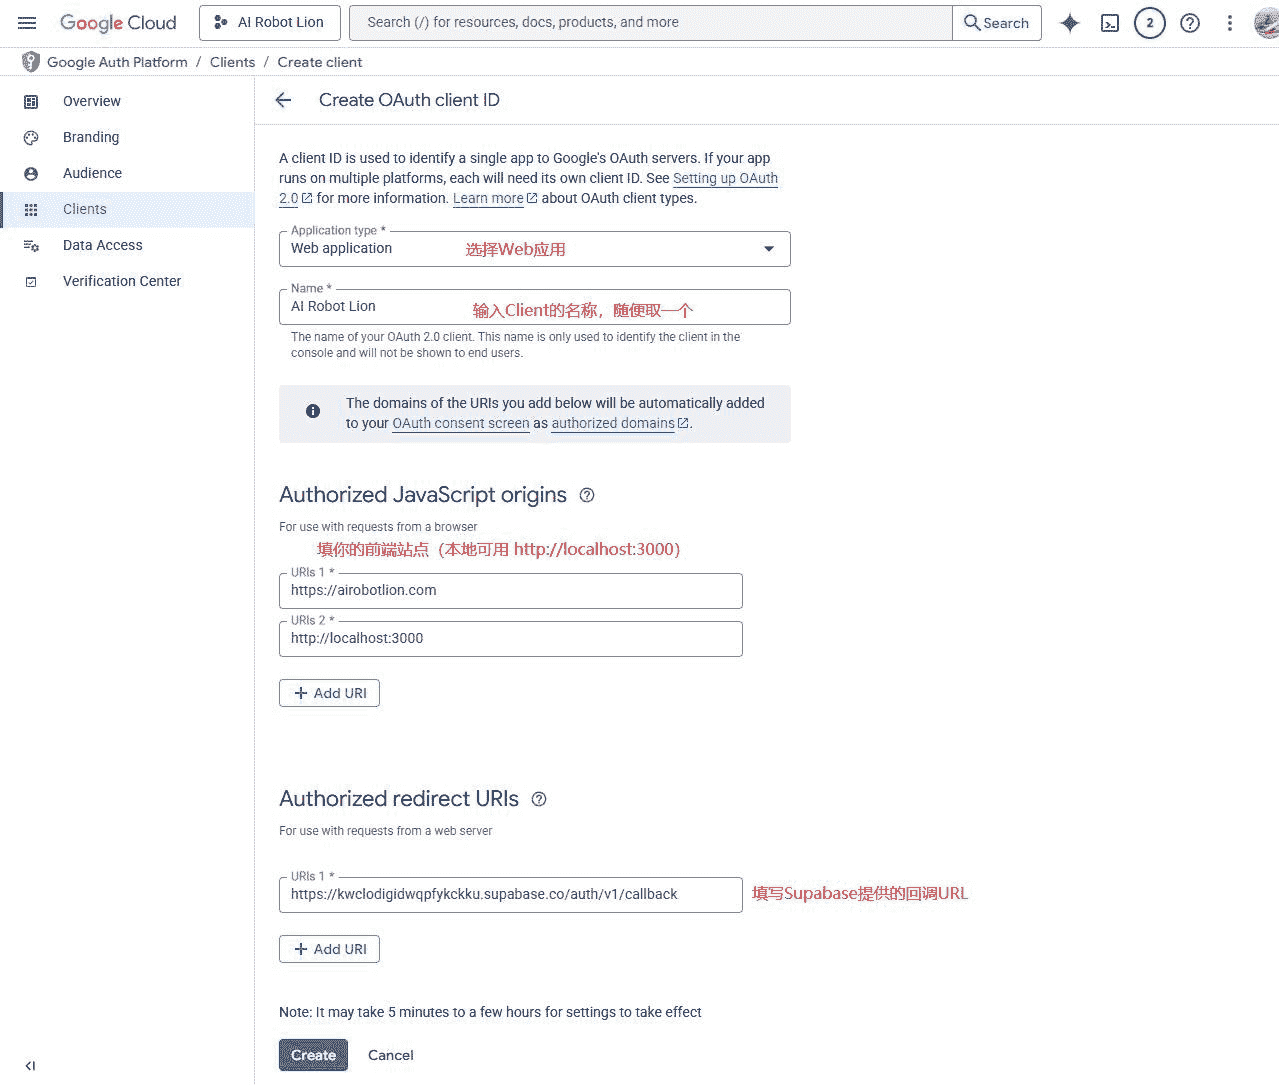 Google Cloud
AI Robot Lion
Search (/) for resources, docs, products, and more
Search
2
Google Auth Platform / Clients / Create client
Overview
Branding
Audience
Clients
Data Access
Verification Center
Create OAuth client ID
A client ID is used to identify a single app to Google's OAuth servers. If your app
runs on multiple platforms, each will need its own client ID. See Setting up OAuth
2.0 for more information. Learn more about OAuth client types.
Application type *
Web application 选择Web应用
Name *
AI Robot Lion 输入Client的名称，随便取一个
The name of your OAuth 2.0 client. This name is only used to identify the client in the
console and will not be shown to end users.
The domains of the URIs you add below will be automatically added
to your OAuth consent screen as authorized domains.
Authorized JavaScript origins
For use with requests from a browser
填你的前端站点（本地可用 http://localhost:3000）
URIs 1 *
https://airobotlion.com
URIs 2 *
http://localhost:3000
+ Add URI
Authorized redirect URIs
For use with requests from a web server
URIs 1 *
https://kwclodigidwqpfykckku.supabase.co/auth/v1/callback 填写Supabase提供的回调URL
+ Add URI
Note: It may take 5 minutes to a few hours for settings to take effect
Create Cancel